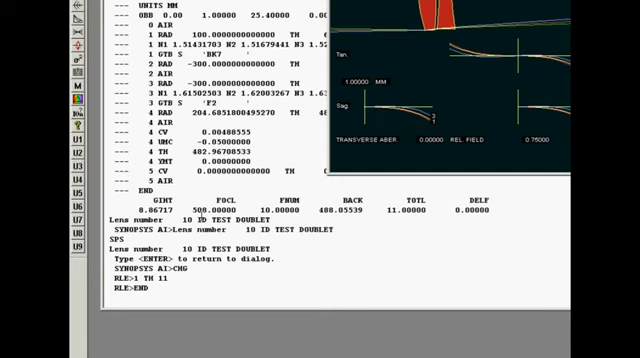 --- UNITS MM
--- OBB 0.00 1.00000 25.4000 0.00
--- 0 AIR
--- 1 RAD 100.0000000000000 TH
--- 1 N1 1.51431703 N2 1.51679441 N3 1.52
--- 1 GTB S 'BK7'
--- 2 RAD -300.0000000000000 TH
--- 2 AIR
--- 3 RAD -300.0000000000000 TH
--- 3 N1 1.61502503 N2 1.62003267 N3 1.63
--- 3 GTB S 'F2'
--- 4 RAD 204.6851800495270 TH 48
--- 4 AIR
--- 4 CV 0.00488555
--- 4 UMC -0.05000000
--- 4 TH 482.96708533
--- 4 YMT 0.00000000
--- 5 CV 0.0000000000000 TH
--- 5 AIR
--- END
GIHT FOCL FNUM BACK TOTL DELF
8.86717 508.00000 10.00000 488.05539 11.00000 0.00000
Lens number 10 ID TEST DOUBLET
SYNOPSYS AI>Lens number 10 ID TEST DOUBLET
SPS
Lens number 10 ID TEST DOUBLET
Type <ENTER> to return to dialog.
SYNOPSYS AI>CHG
RLE>1 TH 11
RLE>END
Tan.
1.00000 MM
Sag.
3
1
TRANSVERSE ABER. 0.00000 REL. FIELD 0.75000
M
?
U1
U2
U3
U4
U5
U6
U7
U8
U9